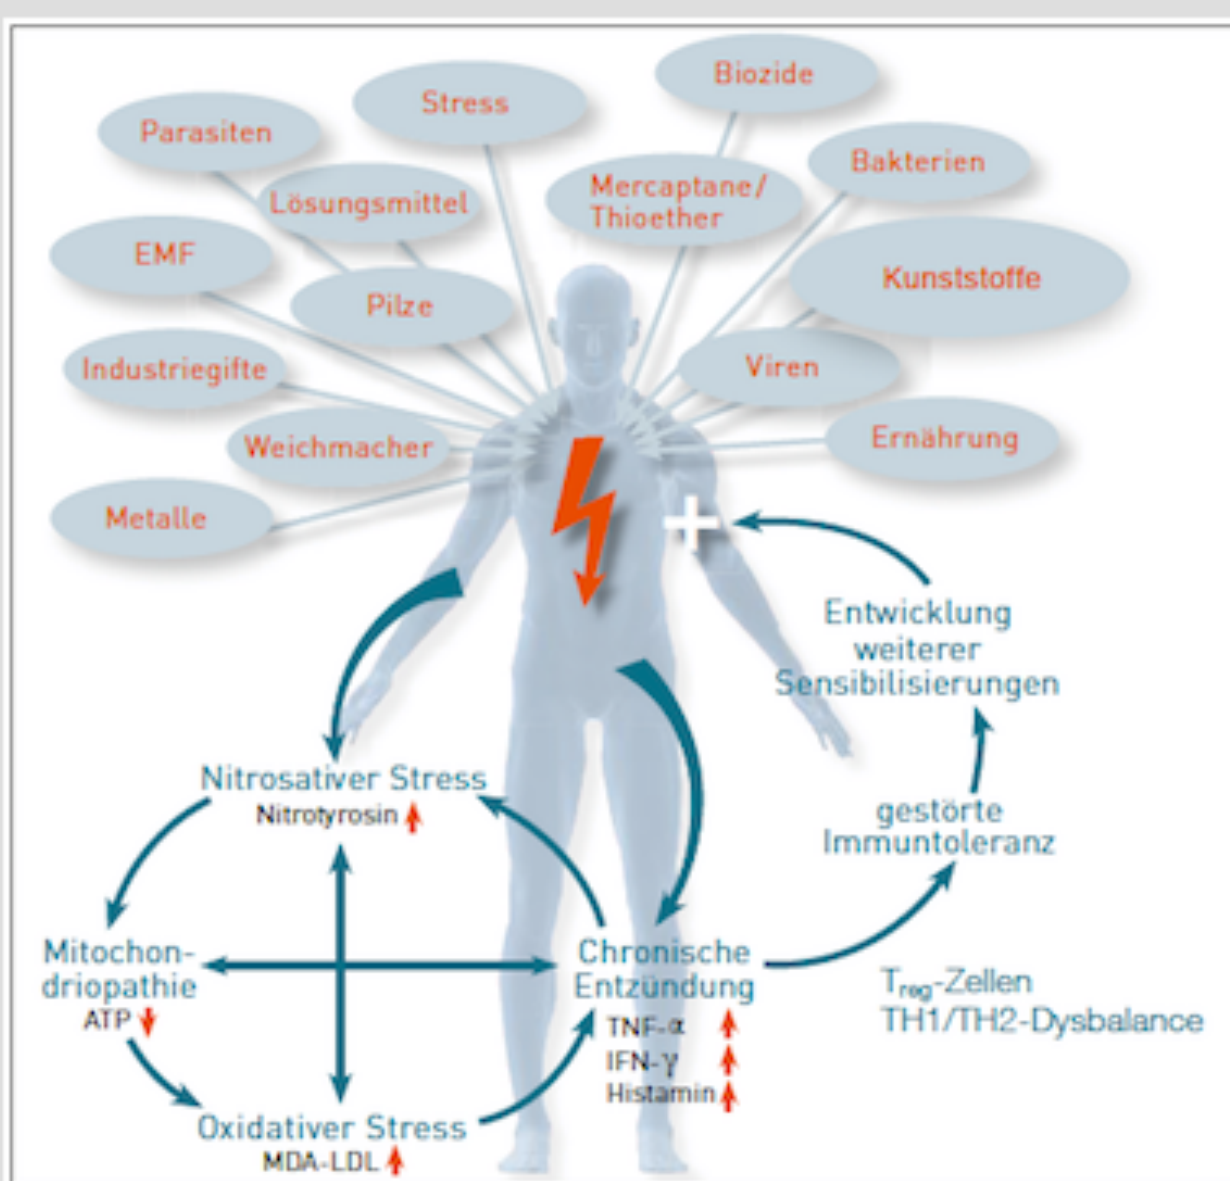 Biozide
Stress
Parasiten
Bakterien
Lösungsmittel
Mercaptane/
Thioether
EMF
Kunststoffe
Pilze
Industriegifte
Viren
Weichmacher
Ernährung
Metalle
Entwicklung
weiterer
Sensibilisierungen
Nitrosativer Stress
Nitrotyrosin
gestörte
Immuntoleranz
Mitochon-
driopathie
ATP
Chronische
Entzündung
TNF-α
IFN-γ
Histamin
Treg-Zellen
TH1/TH2-Dysbalance
Oxidativer Stress
MDA-LDL